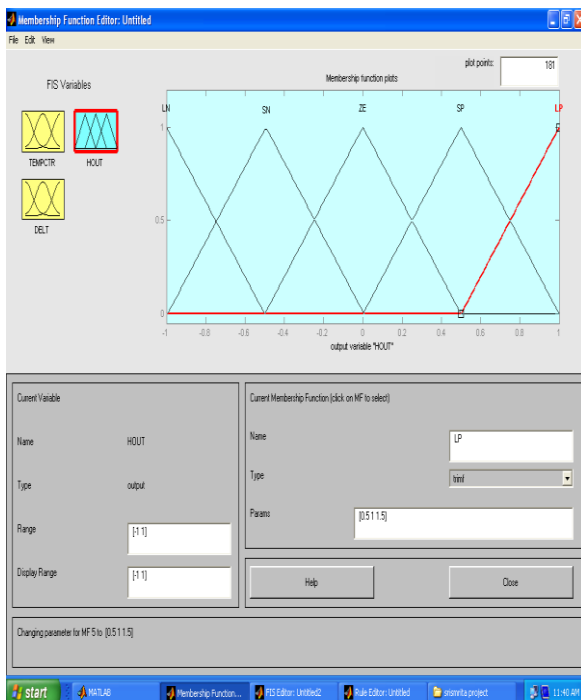 Membership Function Editor: Untitled
File Edit View
FIS Variables
plot points:
181
Membership function plots
LN SN ZE SP LP
TEMPCTR HOUT
DELT
1
0.5
0
-1 -0.8 -0.6 -0.4 -0.2 0 0.2 0.4 0.6 0.8 1
output variable "HOUT"
Current Variable
Name HOUT
Type output
Range [-1 1]
Display Range [-1 1]
Current Membership Function (click on MF to select)
Name LP
Type trimf
Params [0.5 1 1.5]
Help Close
Changing parameter for MF 5 to [0.5 1 1.5]
start MATLAB Membership Function... FIS Editor: Untitled2 Rule Editor: Untitled srismrita project 11:40 AM